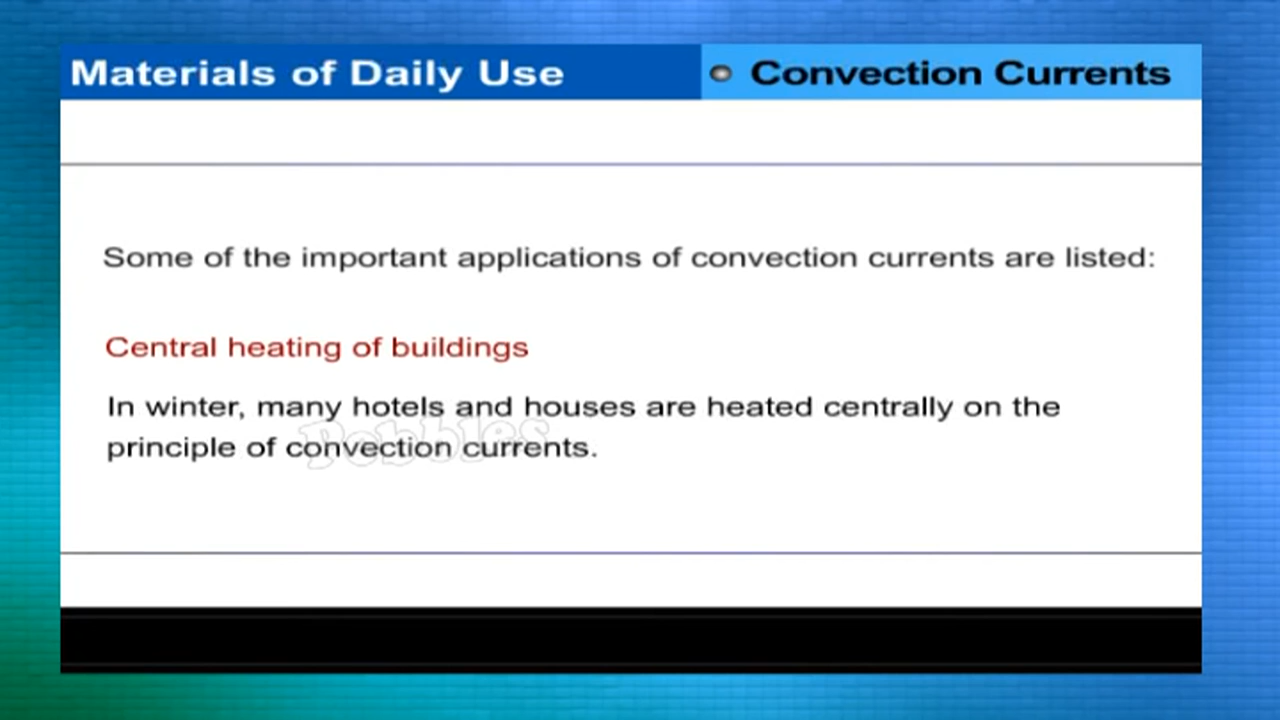 Materials of Daily Use
Convection Currents
Some of the important applications of convection currents are listed:
Central heating of buildings
In winter, many hotels and houses are heated centrally on the
principle of convection currents.
Pebbles